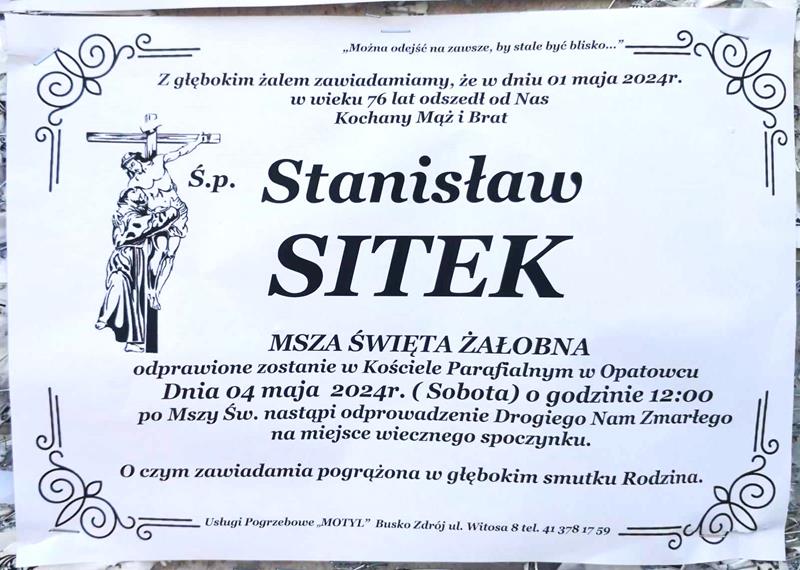 „Można odejść na zawsze, by stale być blisko...”
Z głębokim żalem zawiadamiamy, że w dniu 01 maja 2024r.
w wieku 76 lat odszedł od Nas
Kochany Mąż i Brat
Ś.p. Stanisław
SITEK
MSZA ŚWIĘTA ŻAŁOBNA
odprawione zostanie w Kościele Parafialnym w Opatowcu
Dnia 04 maja 2024r. ( Sobota) o godzinie 12:00
po Mszy Św. nastąpi odprowadzenie Drogiego Nam Zmarłego
na miejsce wiecznego spoczynku.
O czym zawiadamia pogrążona w głębokim smutku Rodzina.
Usługi Pogrzebowe „MOTYL” Busko Zdrój ul. Witosa 8 tel. 41 378 17 59